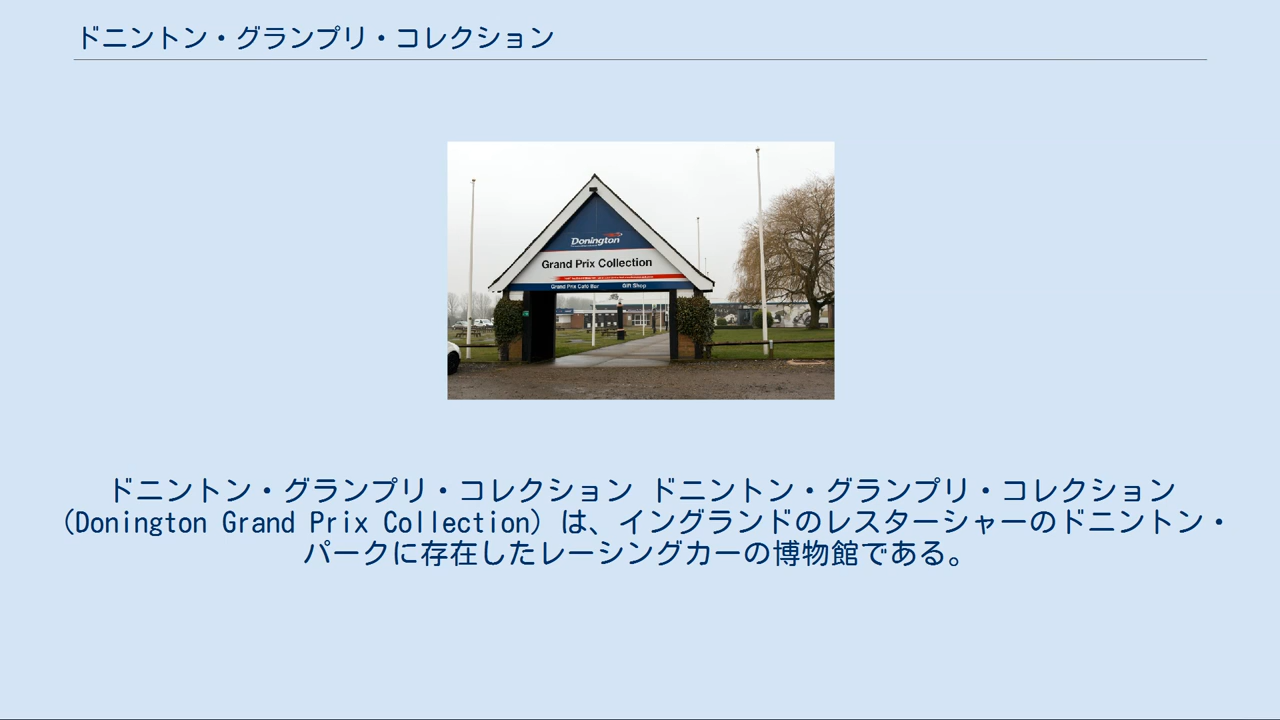 ドニントン・グランプリ・コレクション
Donington
Grand Prix Collection
Grand Prix Café Bar Gift Shop
ドニントン・グランプリ・コレクション ドニントン・グランプリ・コレクション
(Donington Grand Prix Collection) は、イングランドのレスターシャーのドニントン・
パークに存在したレーシングカーの博物館である。